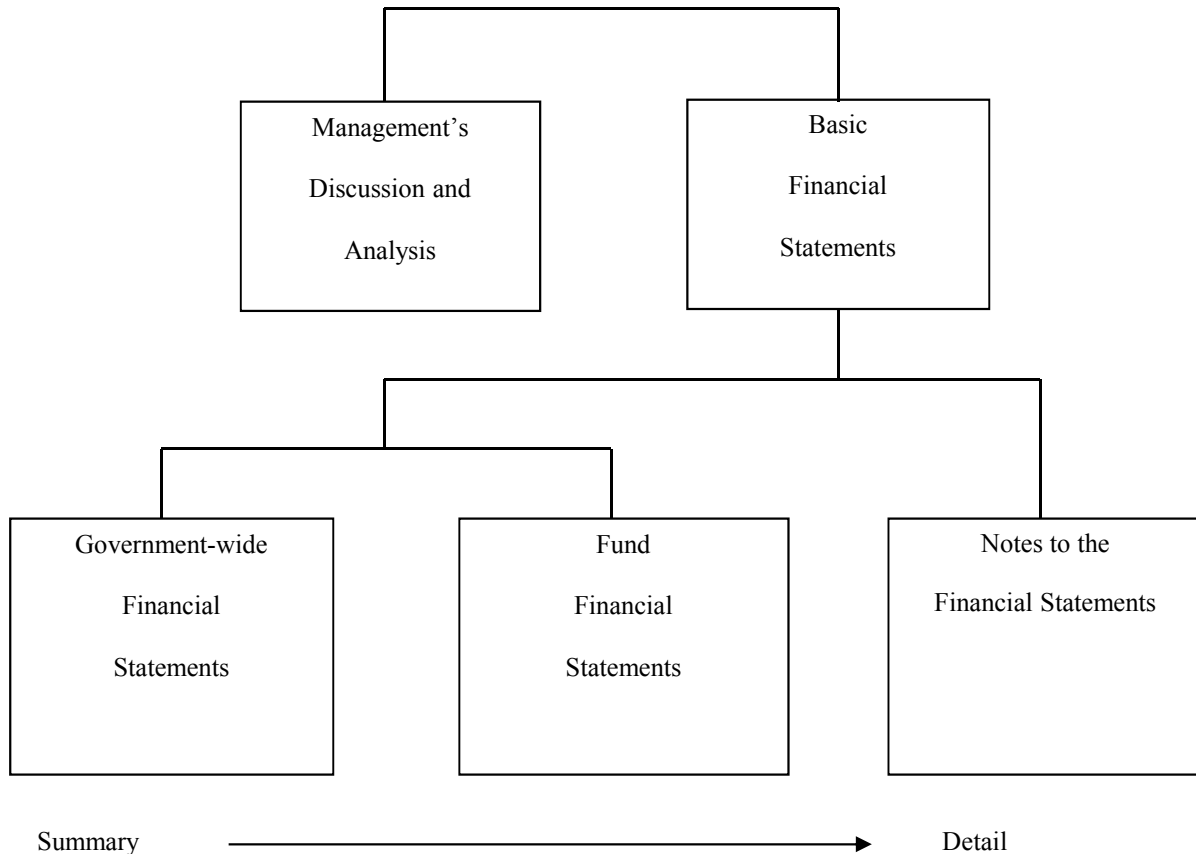 Management’s
Discussion and
Analysis
Basic
Financial
Statements
Government-wide
Financial
Statements
Fund
Financial
Statements
Notes to the
Financial Statements
Summary
Detail